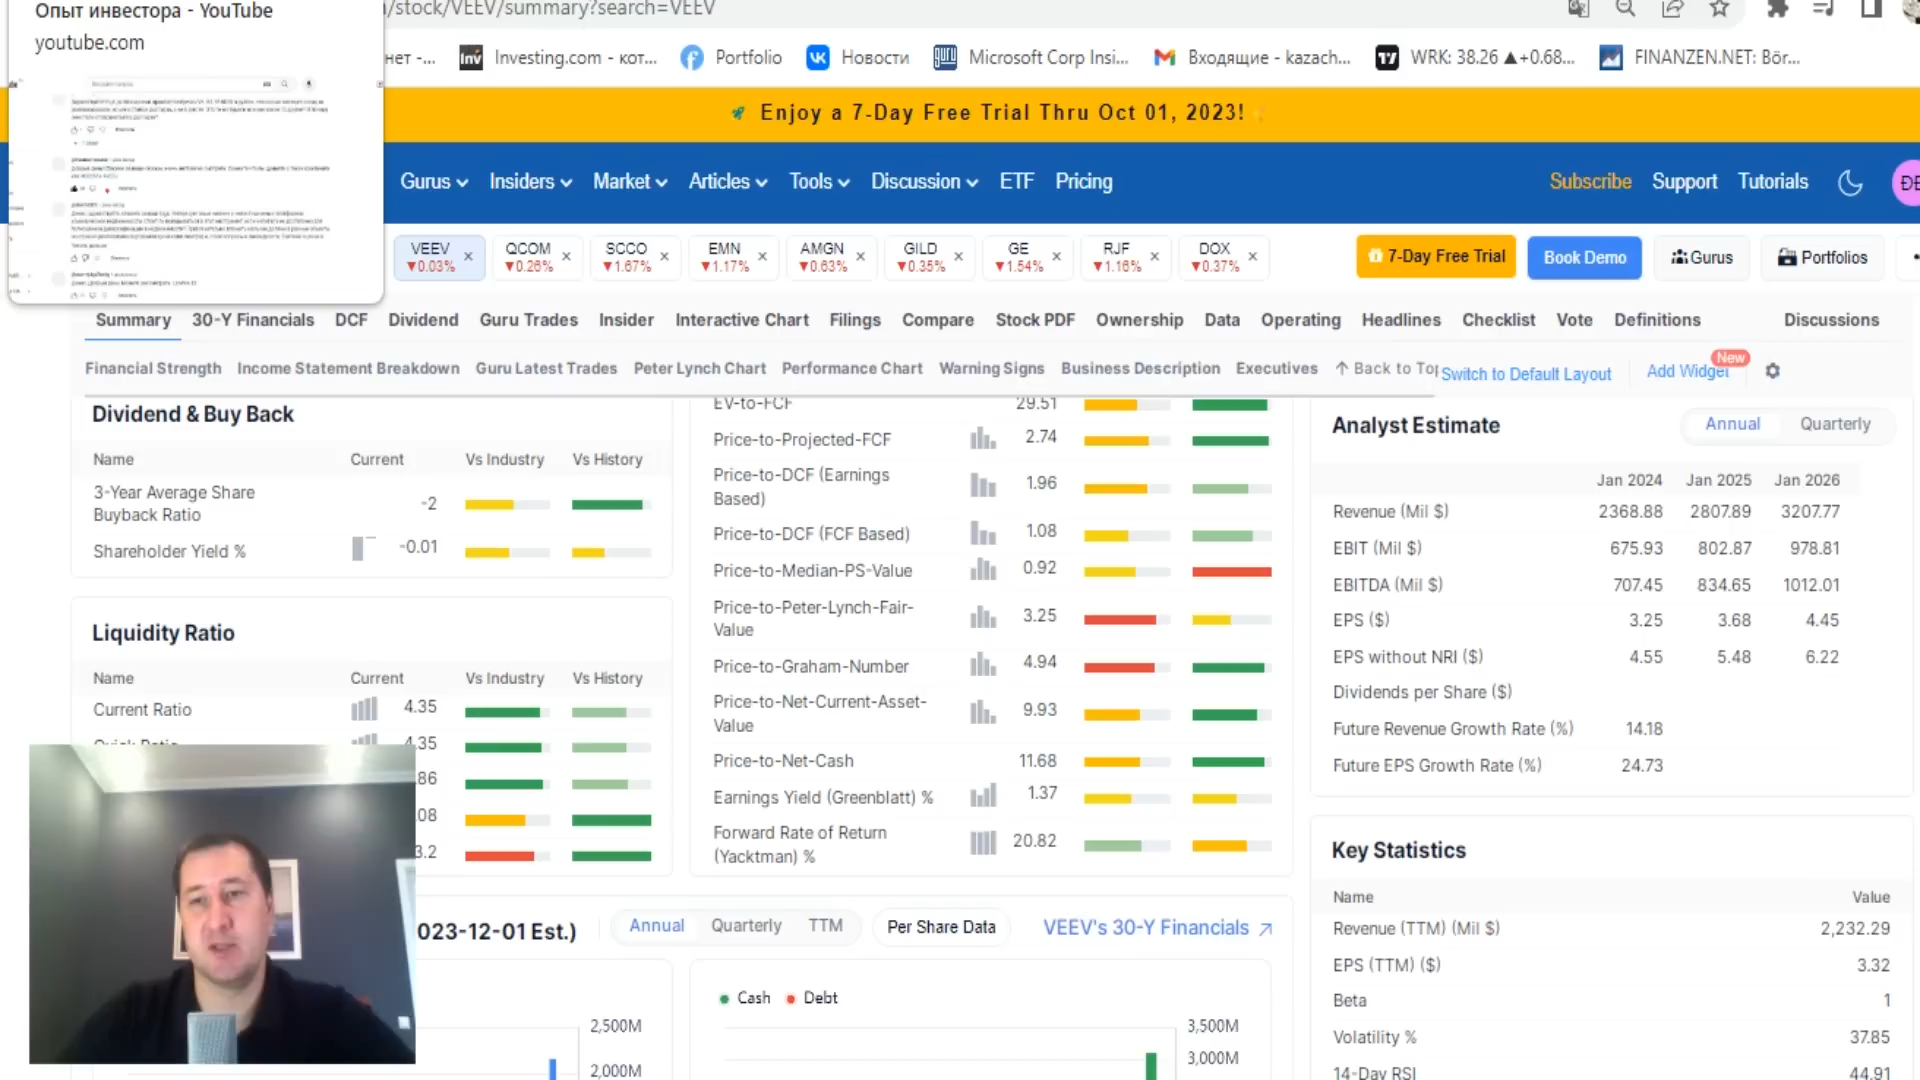 Опыт инвестора - YouTube
youtube.com
/stock/VEEV/summary?search=VEEV
нет -...
Inv
Investing.com - кот...
Portfolio
Новости
guru
Microsoft Corp Insi...
Входящие - kazach...
WRK: 38.26 ▲+0.68...
FINANZEN.NET: Bör...
Enjoy a 7-Day Free Trial Thru Oct 01, 2023!
Gurus Insiders Market Articles Tools Discussion ETF Pricing
Subscribe Support Tutorials
VEEV × QCOM × SCCO × EMN × AMGN × GILD × GE × RJF × DOX ×
▼0.03% ▼0.26% ▼1.67% ▼1.17% ▼0.63% ▼0.35% ▼1.54% ▼1.16% ▼0.37%
7-Day Free Trial Book Demo Gurus Portfolios
Summary 30-Y Financials DCF Dividend Guru Trades Insider Interactive Chart Filings Compare Stock PDF Ownership Data Operating Headlines Checklist Vote Definitions Discussions
Financial Strength Income Statement Breakdown Guru Latest Trades Peter Lynch Chart Performance Chart Warning Signs Business Description Executives ↑ Back to Top
Switch to Default Layout Add Widget New
Dividend & Buy Back
Name Current Vs Industry Vs History
3-Year Average Share
Buyback Ratio -2
Shareholder Yield % -0.01
Liquidity Ratio
Name Current Vs Industry Vs History
Current Ratio 4.35
Quick Ratio 4.35
.86
.08
3.2
EV-to-FCF 29.51
Price-to-Projected-FCF 2.74
Price-to-DCF (Earnings
Based) 1.96
Price-to-DCF (FCF Based) 1.08
Price-to-Median-PS-Value 0.92
Price-to-Peter-Lynch-Fair-
Value 3.25
Price-to-Graham-Number 4.94
Price-to-Net-Current-Asset-
Value 9.93
Price-to-Net-Cash 11.68
Earnings Yield (Greenblatt) % 1.37
Forward Rate of Return
(Yacktman) % 20.82
Analyst Estimate Annual Quarterly
Jan 2024 Jan 2025 Jan 2026
Revenue (Mil $) 2368.88 2807.89 3207.77
EBIT (Mil $) 675.93 802.87 978.81
EBITDA (Mil $) 707.45 834.65 1012.01
EPS ($) 3.25 3.68 4.45
EPS without NRI ($) 4.55 5.48 6.22
Dividends per Share ($)
Future Revenue Growth Rate (%) 14.18
Future EPS Growth Rate (%) 24.73
Key Statistics
Name Value
Revenue (TTM) (Mil $) 2,232.29
EPS (TTM) ($) 3.32
Beta 1
Volatility % 37.85
14-Day RSI 44.91
023-12-01 Est.) Annual Quarterly TTM Per Share Data VEEV's 30-Y Financials
2,500M
2,000M
Cash Debt
3,500M
3,000M